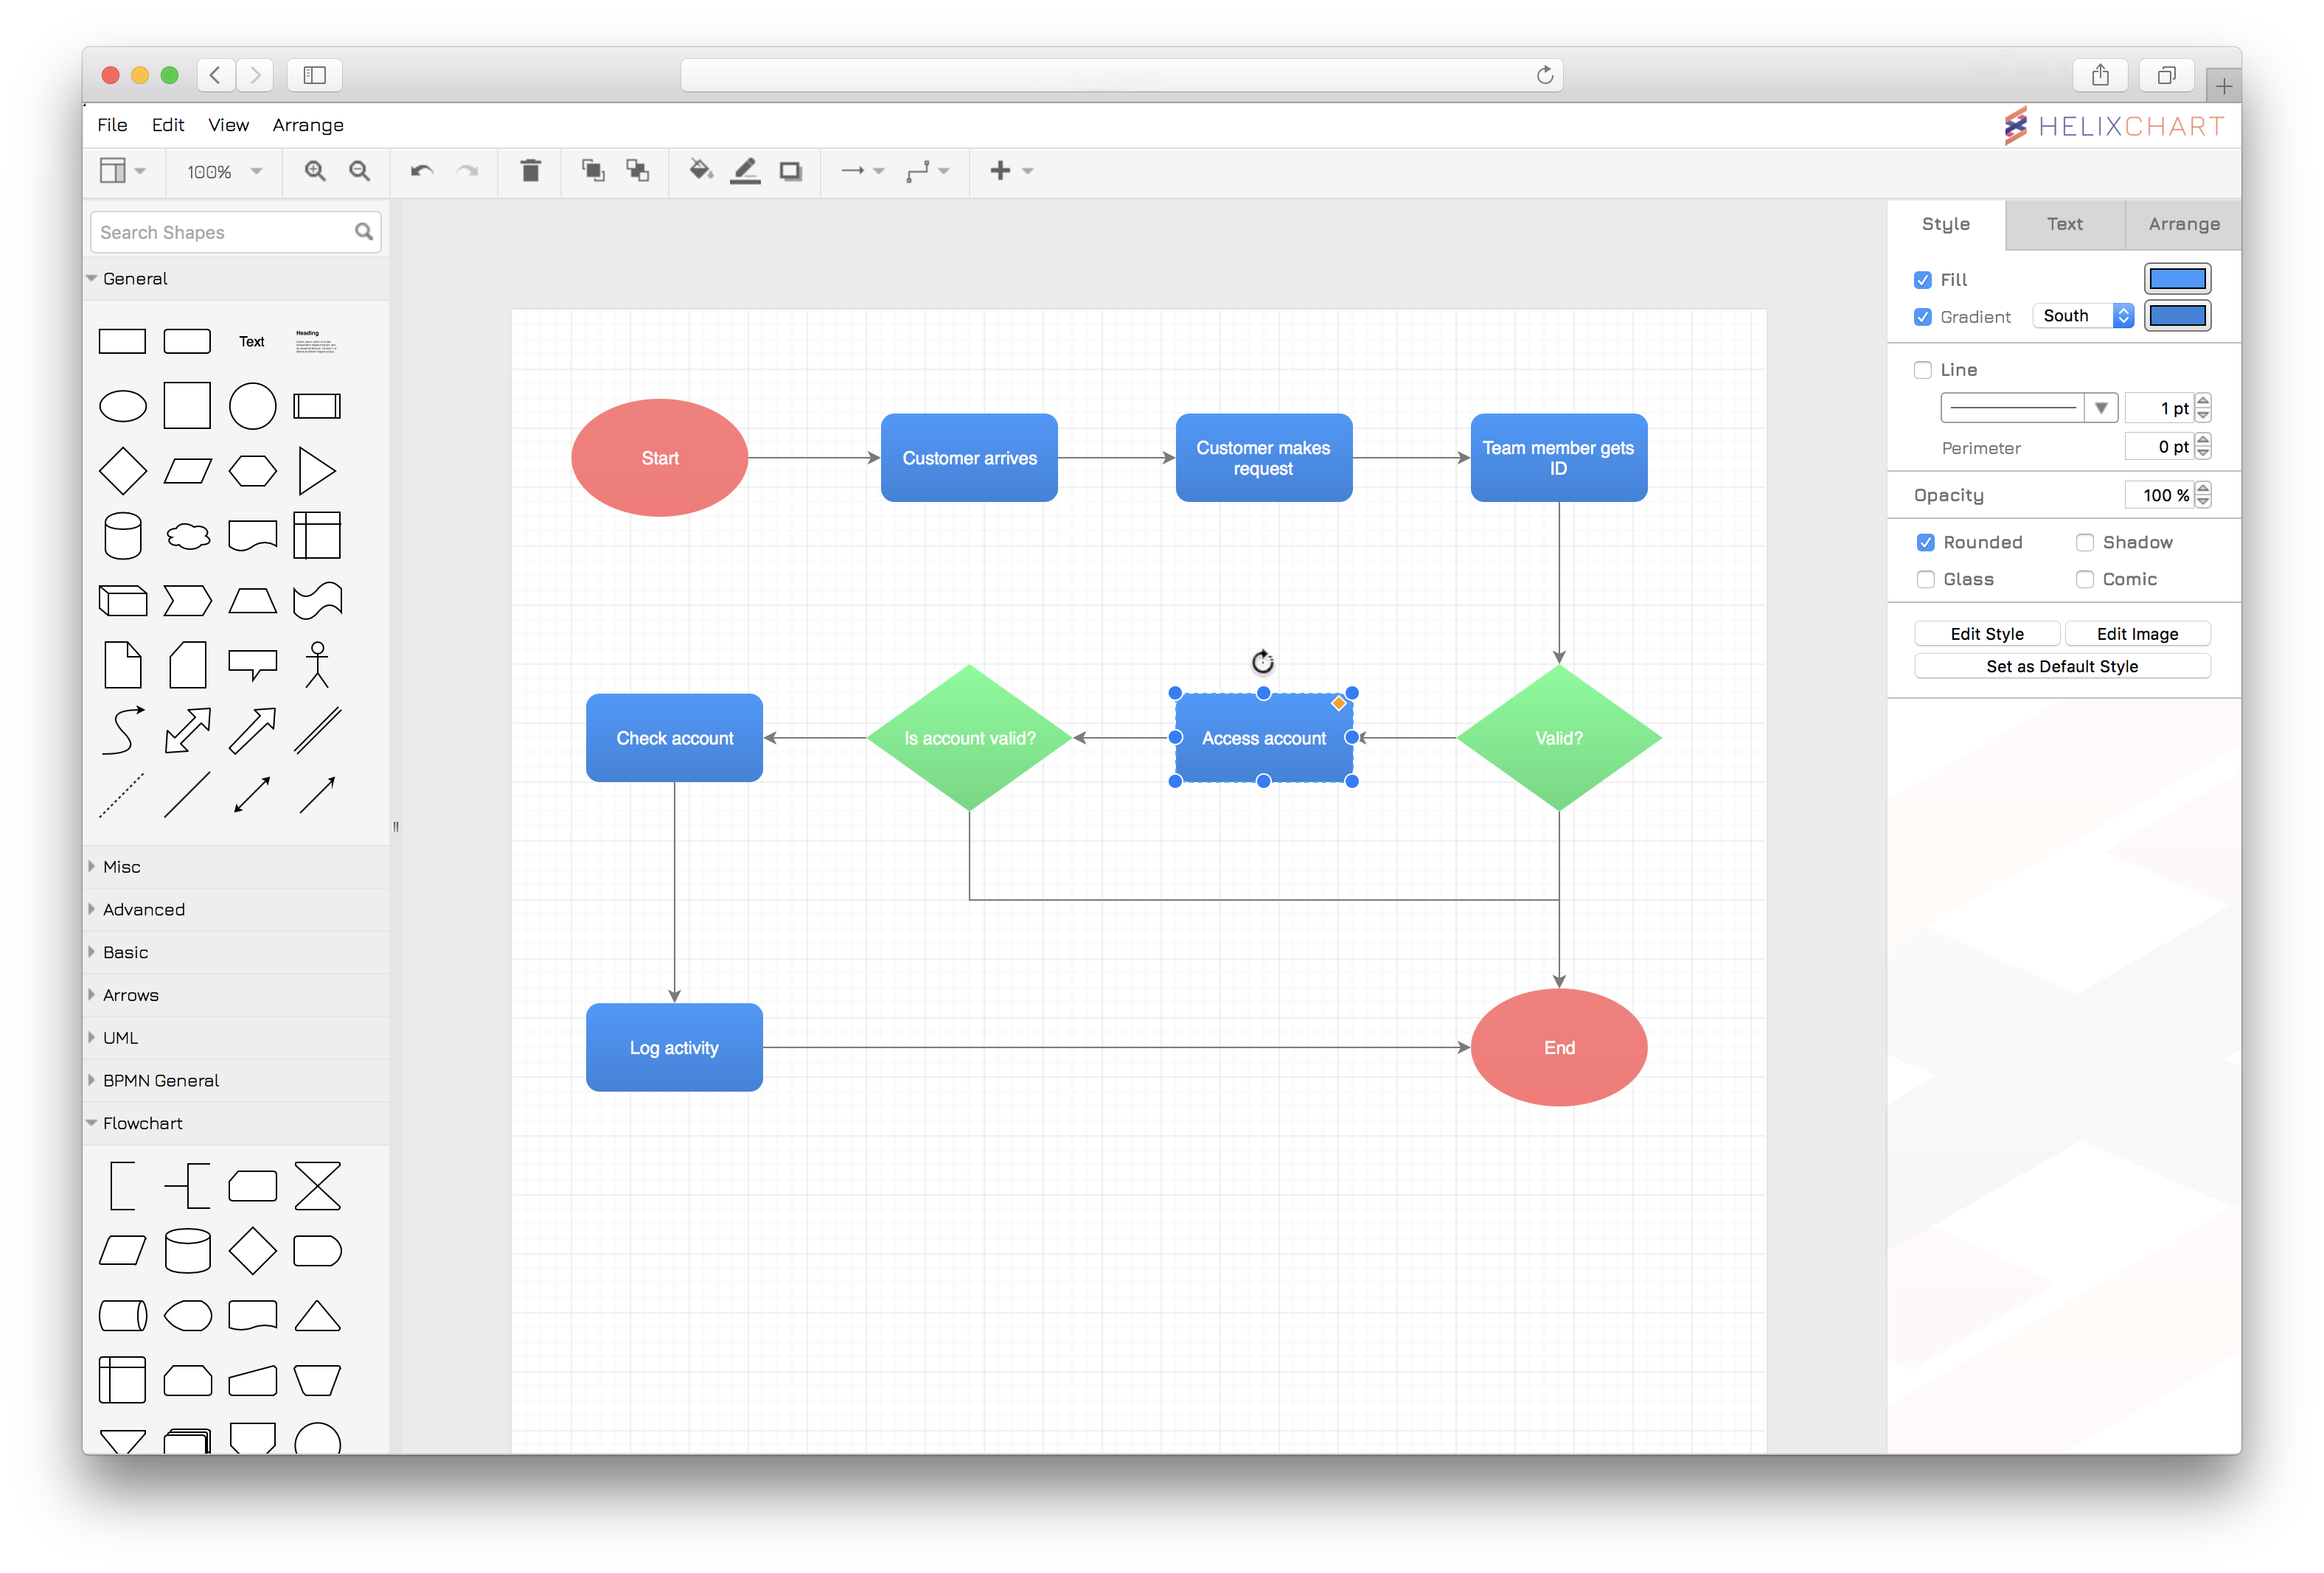 File Edit View Arrange
HELIXCHART
100%
Search Shapes
General
Text
Heading
Misc
Advanced
Basic
Arrows
UML
BPMN General
Flowchart
Start
Customer arrives
Customer makes
request
Team member gets
ID
Check account
Is account valid?
Access account
Valid?
Log activity
End
Style Text Arrange
Fill
Gradient South
Line
1 pt
Perimeter 0 pt
Opacity 100 %
Rounded Shadow
Glass Comic
Edit Style Edit Image
Set as Default Style